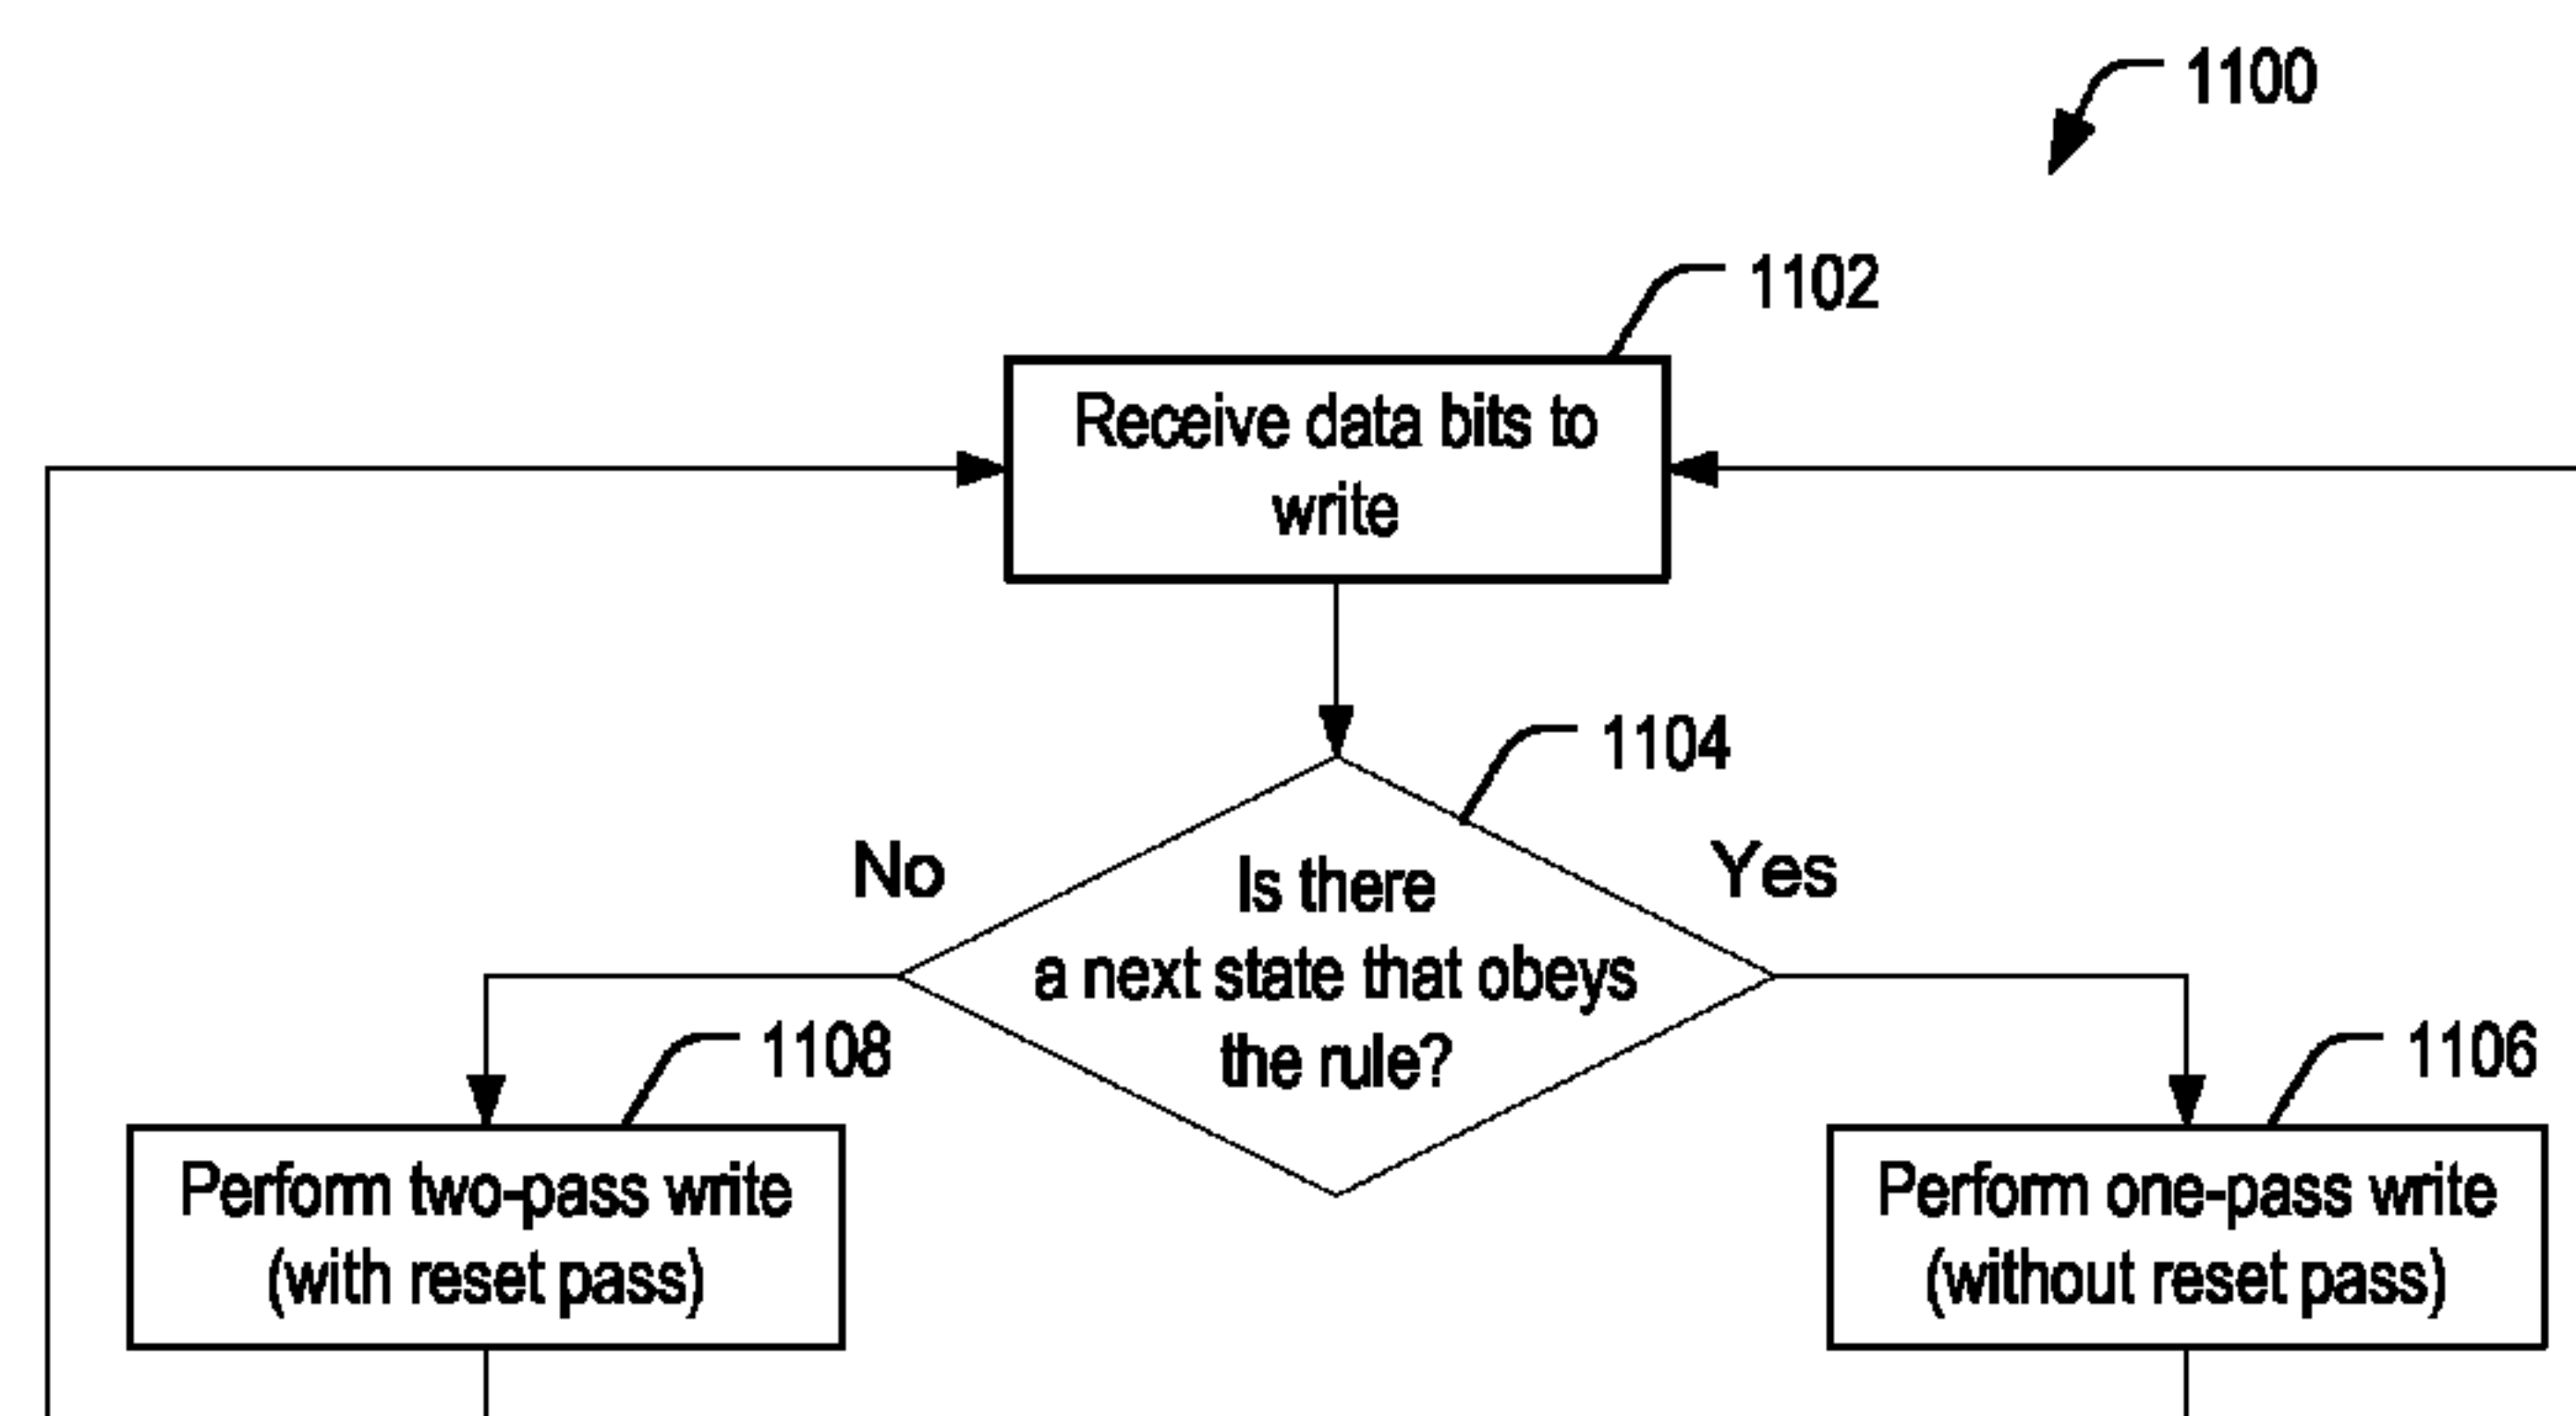 1100
1102
Receive data bits to
write
1104
No
Yes
Is there
a next state that obeys
the rule?
1108
1106
Perform two-pass write
(with reset pass)
Perform one-pass write
(without reset pass)